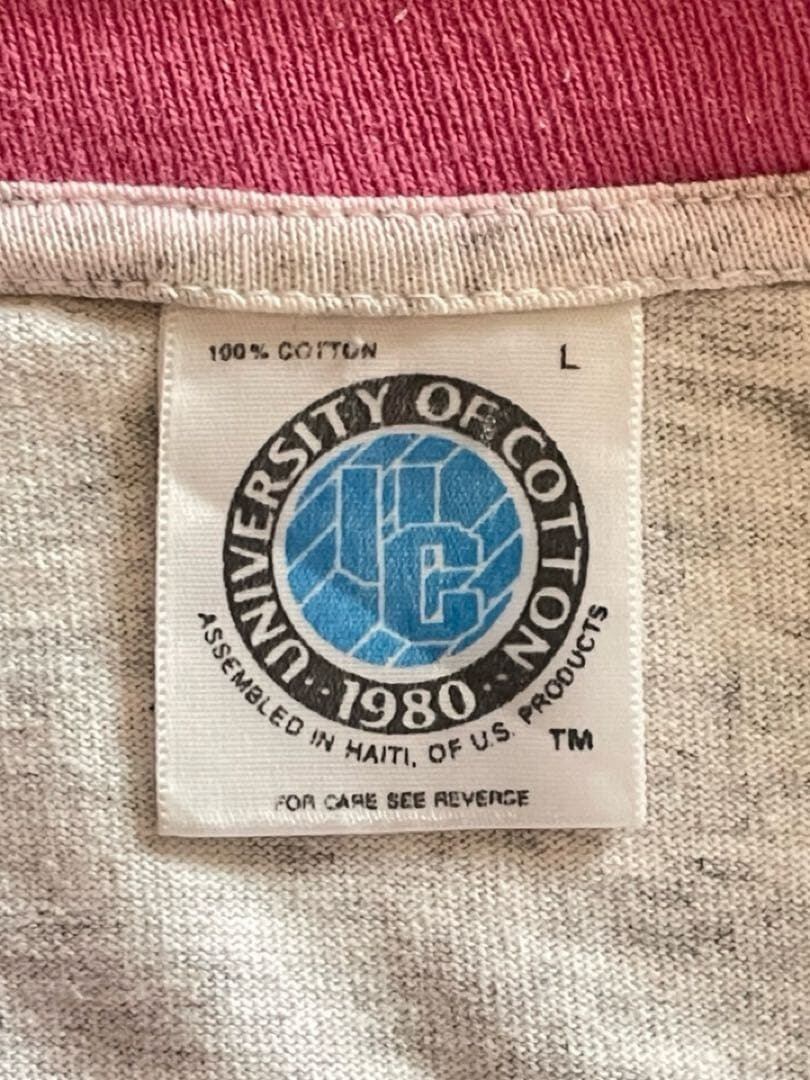 100% COTTON
L
UNIVERSITY OF COTTON
UC
·· 1980 ··
ASSEMBLED IN HAITI, OF U.S. PRODUCTS
TM
FOR CARE SEE REVERSE